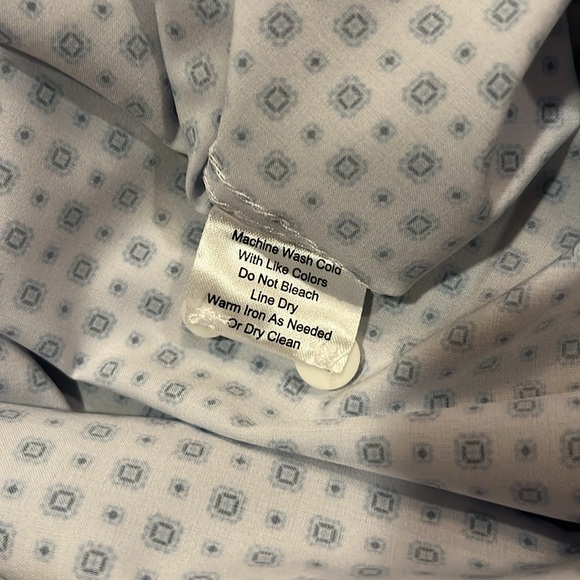 Machine Wash Cold
With Like Colors
Do Not Bleach
Line Dry
Warm Iron As Needed
Or Dry Clean